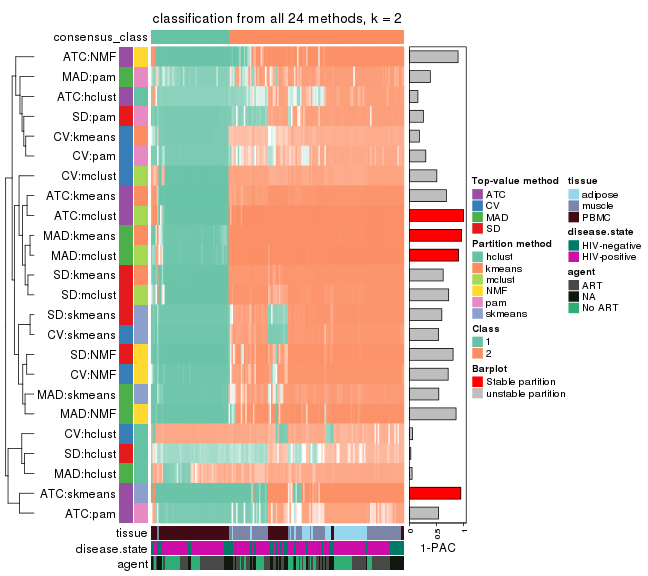 classification from all 24 methods, k = 2
consensus_class
ATC:NMF
MAD:pam
ATC:hclust
SD:pam
CV:kmeans
CV:pam
CV:mclust
ATC:kmeans
ATC:mclust
MAD:kmeans
MAD:mclust
SD:kmeans
SD:mclust
SD:skmeans
CV:skmeans
SD:NMF
CV:NMF
MAD:skmeans
MAD:NMF
CV:hclust
SD:hclust
MAD:hclust
ATC:skmeans
ATC:pam
tissue
disease.state
agent
0
0.5
1
1-PAC
Top-value method
ATC
CV
MAD
SD
Partition method
hclust
kmeans
mclust
NMF
pam
skmeans
Class
1
2
Barplot
Stable partition
unstable partition
tissue
adipose
muscle
PBMC
disease.state
HIV-negative
HIV-positive
agent
ART
NA
No ART